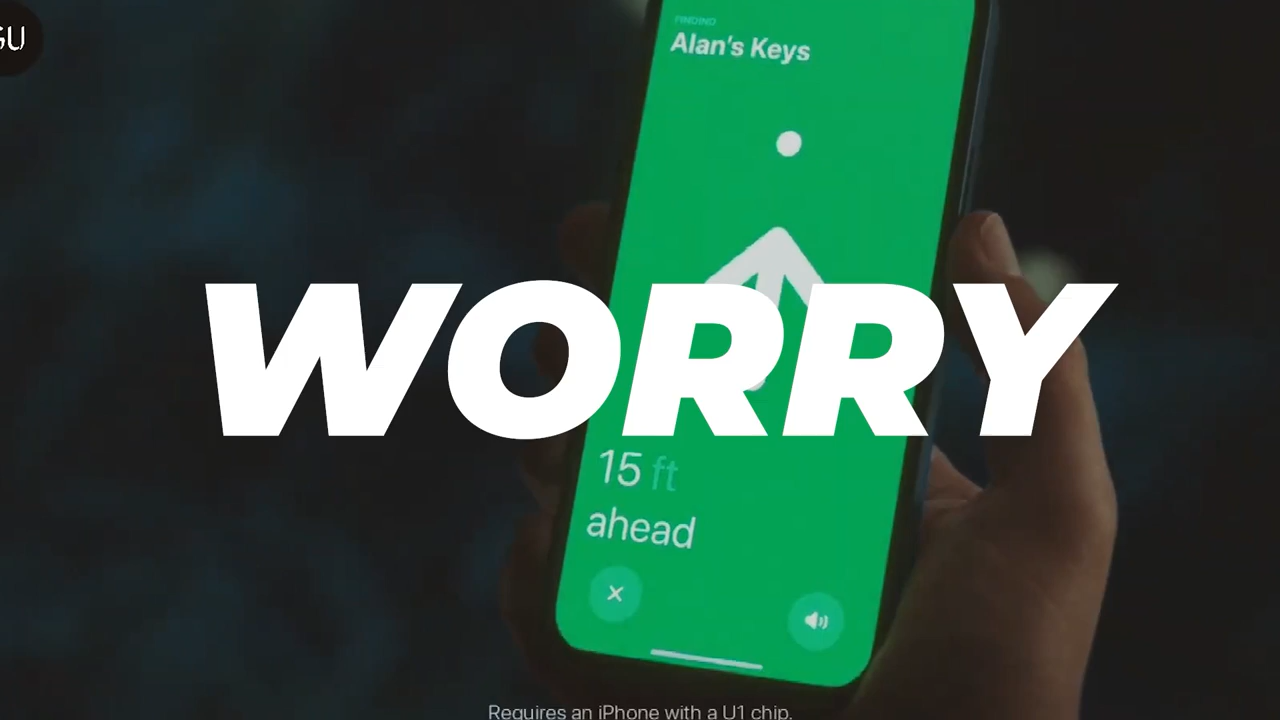 GU
FINDING
Alan's Keys
WORRY
15 ft
ahead
Requires an iPhone with a U1 chip.